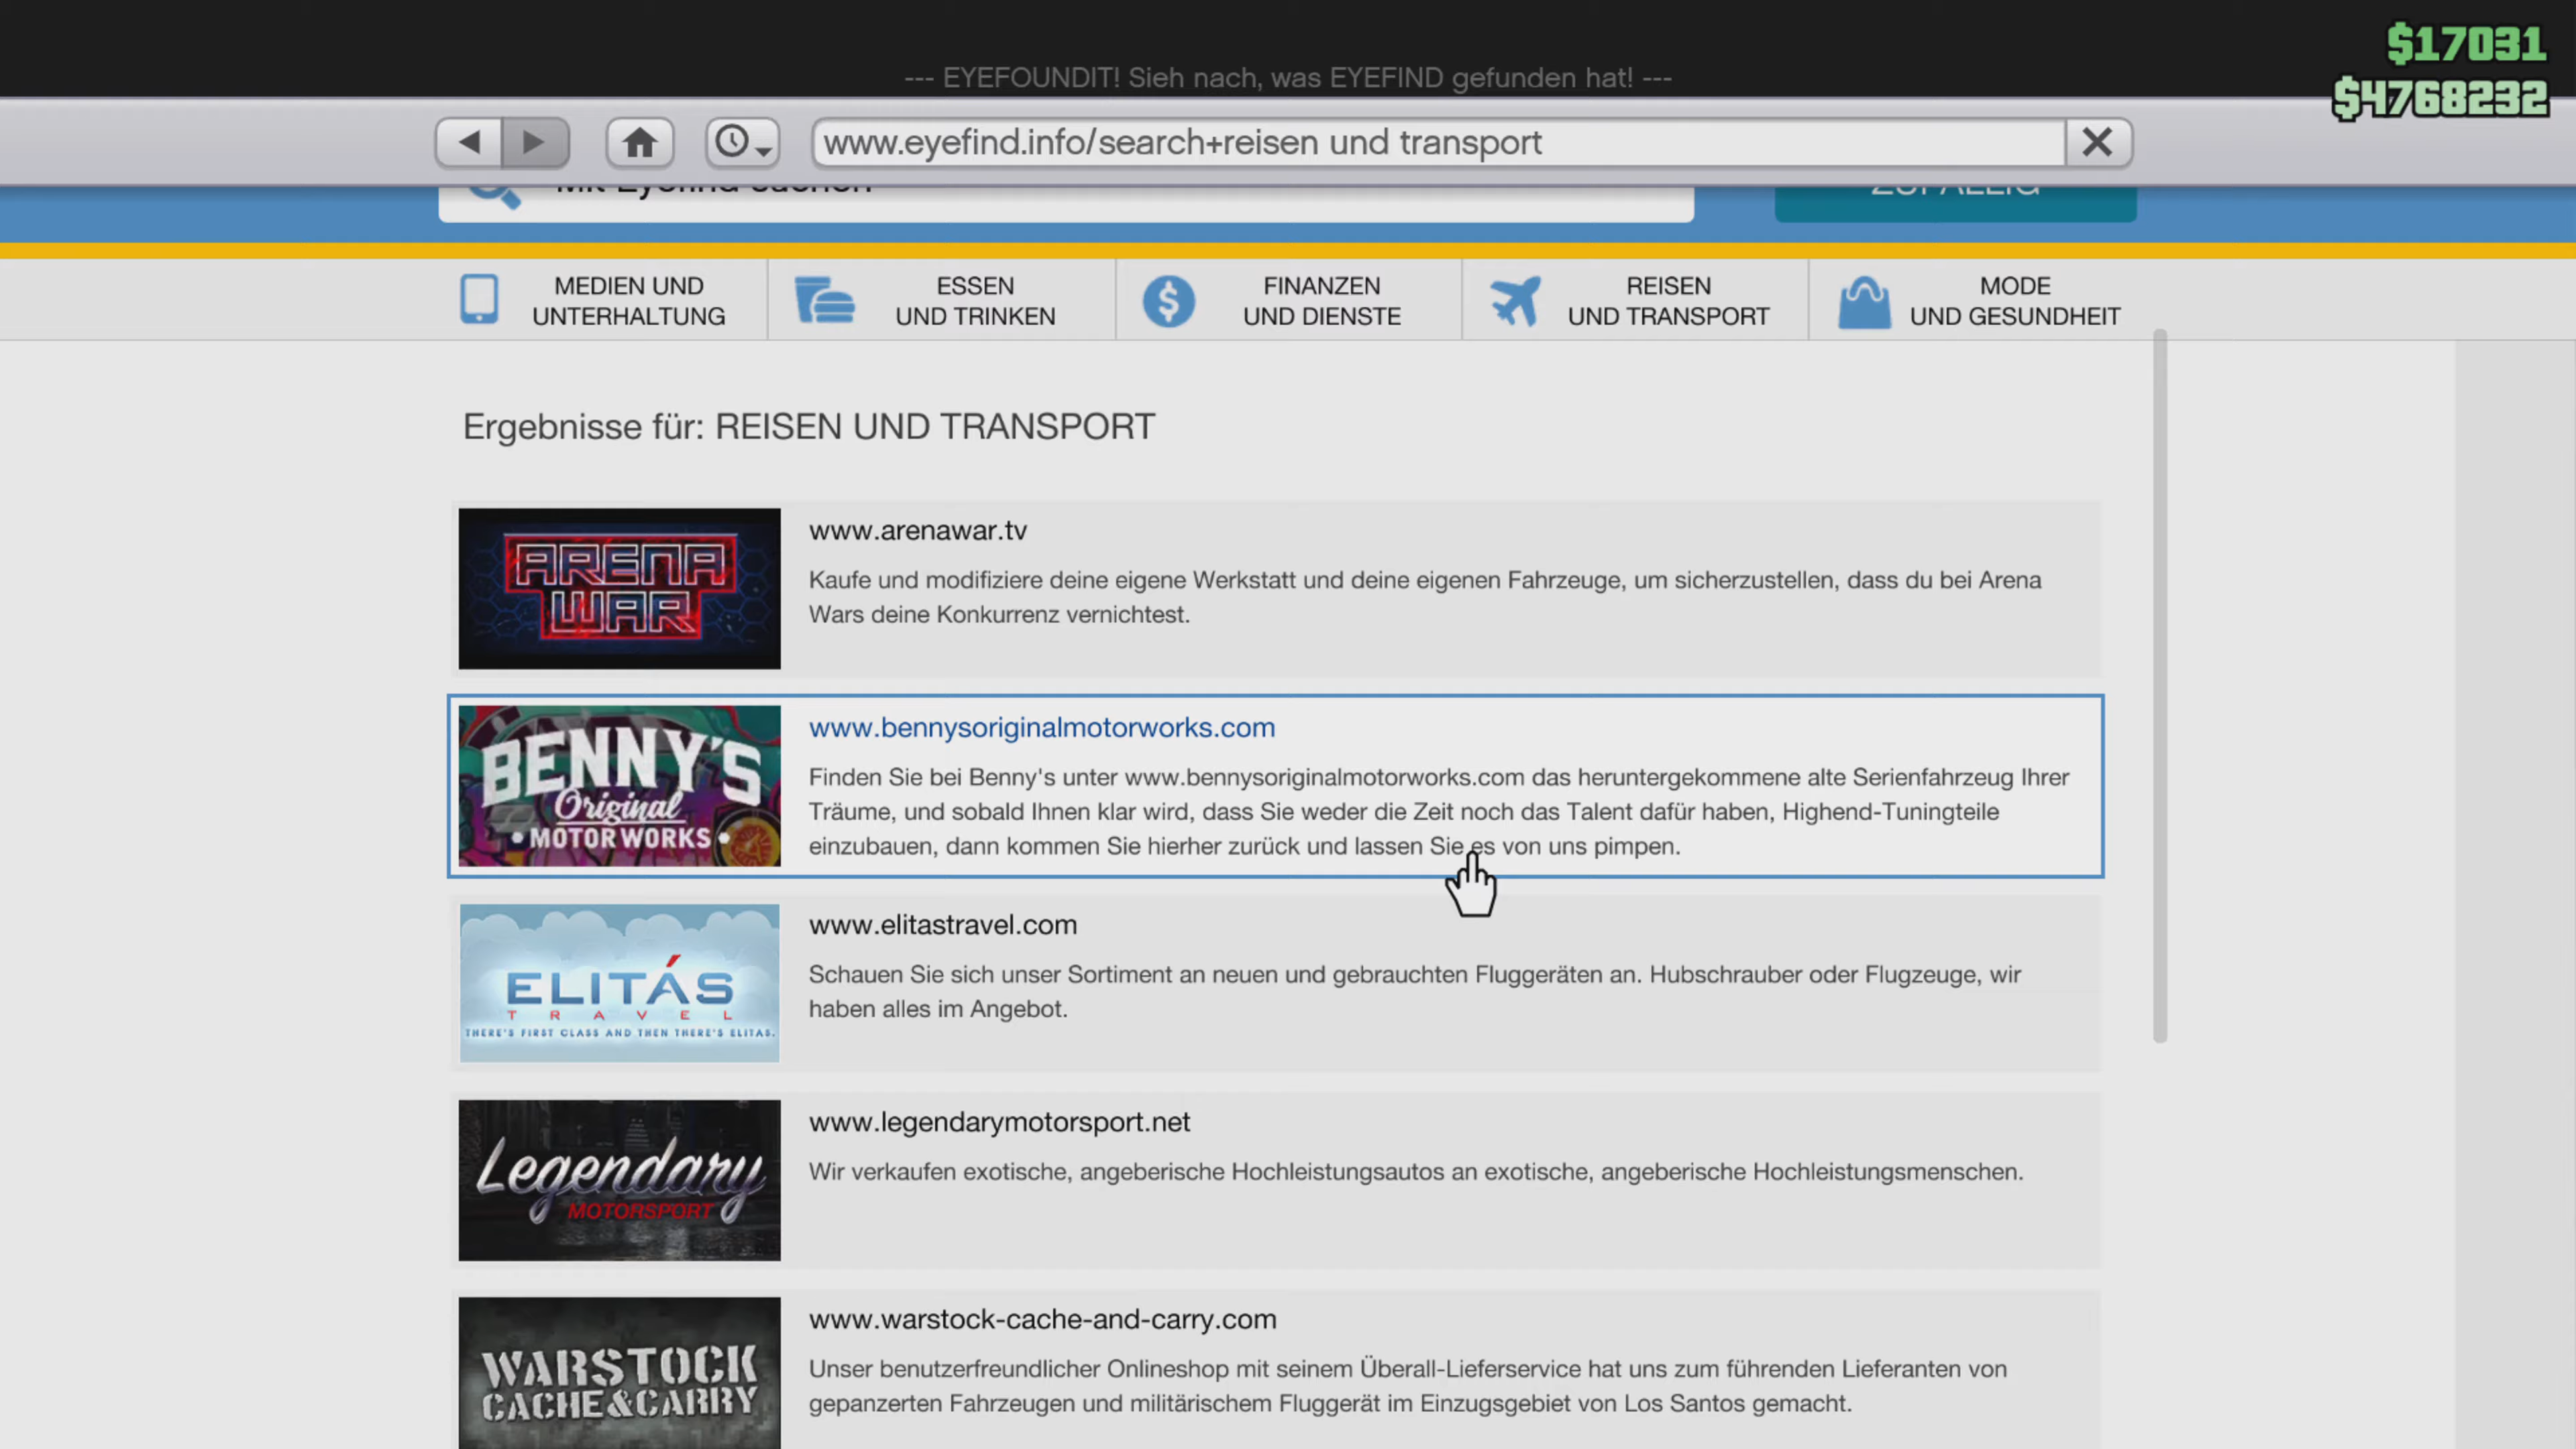 $17031
--- EYEFOUNDIT! Sieh nach, was EYEFIND gefunden hat! ---
$4768232
www.eyefind.info/search+reisen und transport
Mit Eyefind suchen
ZUFÄLLIG
MEDIEN UND
UNTERHALTUNG
ESSEN
UND TRINKEN
FINANZEN
UND DIENSTE
REISEN
UND TRANSPORT
MODE
UND GESUNDHEIT
Ergebnisse für: REISEN UND TRANSPORT
ARENA
WAR
www.arenawar.tv
Kaufe und modifiziere deine eigene Werkstatt und deine eigenen Fahrzeuge, um sicherzustellen, dass du bei Arena
Wars deine Konkurrenz vernichtest.
BENNY'S
Original
MOTORWORKS
www.bennysoriginalmotorworks.com
Finden Sie bei Benny's unter www.bennysoriginalmotorworks.com das heruntergekommene alte Serienfahrzeug Ihrer
Träume, und sobald Ihnen klar wird, dass Sie weder die Zeit noch das Talent dafür haben, Highend-Tuningteile
einzubauen, dann kommen Sie hierher zurück und lassen Sie es von uns pimpen.
ELITÁS
TRAVEL
THERE'S FIRST CLASS AND THEN THERE'S ELITAS.
www.elitastravel.com
Schauen Sie sich unser Sortiment an neuen und gebrauchten Fluggeräten an. Hubschrauber oder Flugzeuge, wir
haben alles im Angebot.
Legendary
MOTORSPORT
www.legendarymotorsport.net
Wir verkaufen exotische, angeberische Hochleistungsautos an exotische, angeberische Hochleistungsmenschen.
WARSTOCK
CACHE&CARRY
www.warstock-cache-and-carry.com
Unser benutzerfreundlicher Onlineshop mit seinem Überall-Lieferservice hat uns zum führenden Lieferanten von
gepanzerten Fahrzeugen und militärischem Fluggerät im Einzugsgebiet von Los Santos gemacht.